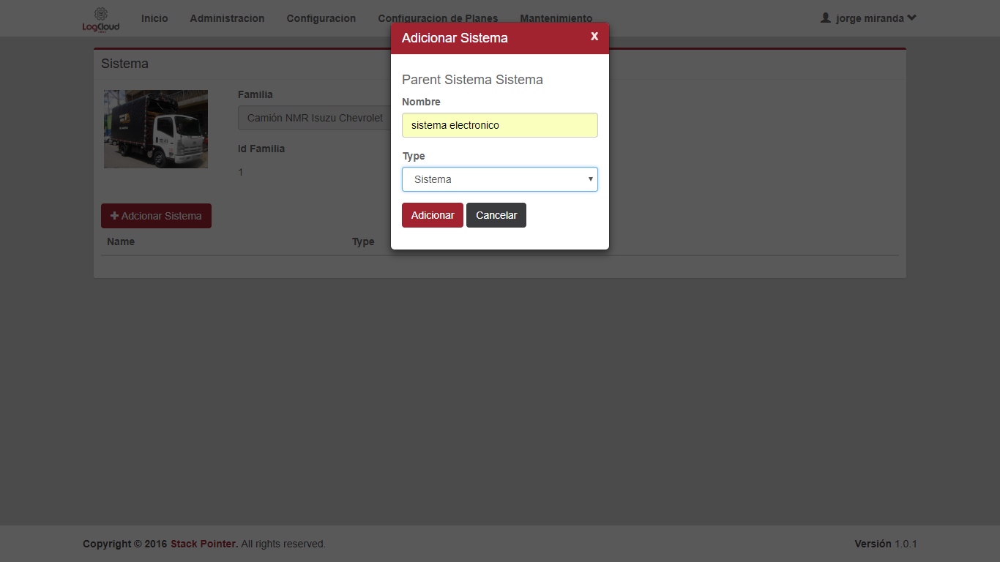 LogCloud
Inicio Administracion Configuracion Configuracion de Planes Mantenimiento jorge miranda
Adicionar Sistema X
Sistema
Parent Sistema Sistema
Familia
Nombre
Camión NMR Isuzu Chevrolet
sistema electronico
Id Familia
Type
1
Sistema
Adcionar Sistema
Adicionar Cancelar
Name Type
Copyright © 2016 Stack Pointer. All rights reserved. Versión 1.0.1